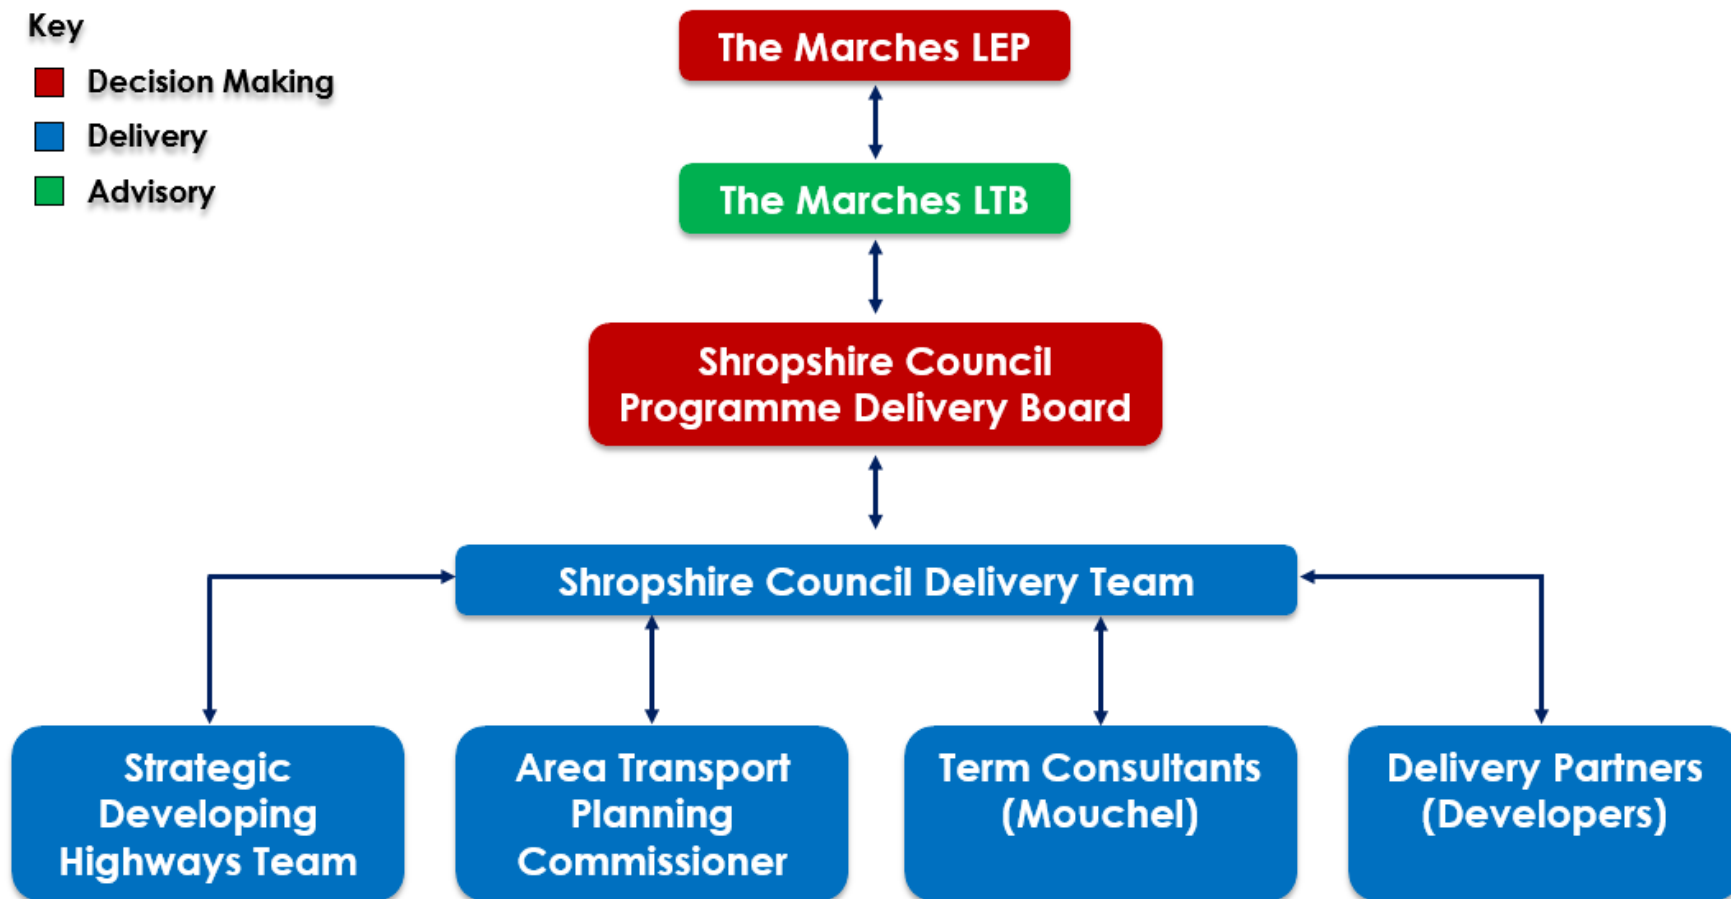 Key
Decision Making
Delivery
Advisory
The Marches LEP
The Marches LTB
Shropshire Council
Programme Delivery Board
Shropshire Council Delivery Team
Strategic
Developing
Highways Team
Area Transport
Planning
Commissioner
Term Consultants
(Mouchel)
Delivery Partners
(Developers)